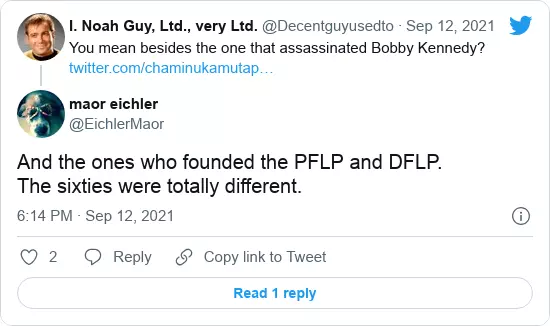 I. Noah Guy, Ltd., very Ltd. @Decentguyusedto · Sep 12, 2021
You mean besides the one that assassinated Bobby Kennedy?
twitter.com/chaminukamutap…
maor eichler
@EichlerMaor
And the ones who founded the PFLP and DFLP.
The sixties were totally different.
6:14 PM · Sep 12, 2021
2 Reply Copy link to Tweet
Read 1 reply